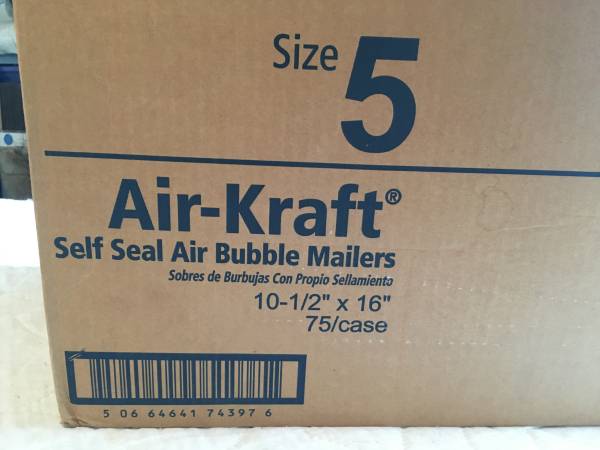 Size 5
Air-Kraft®
Self Seal Air Bubble Mailers
Sobres de Burbujas Con Propio Sellamiento
10-1/2" x 16"
75/case
5 06 64641 74397 6